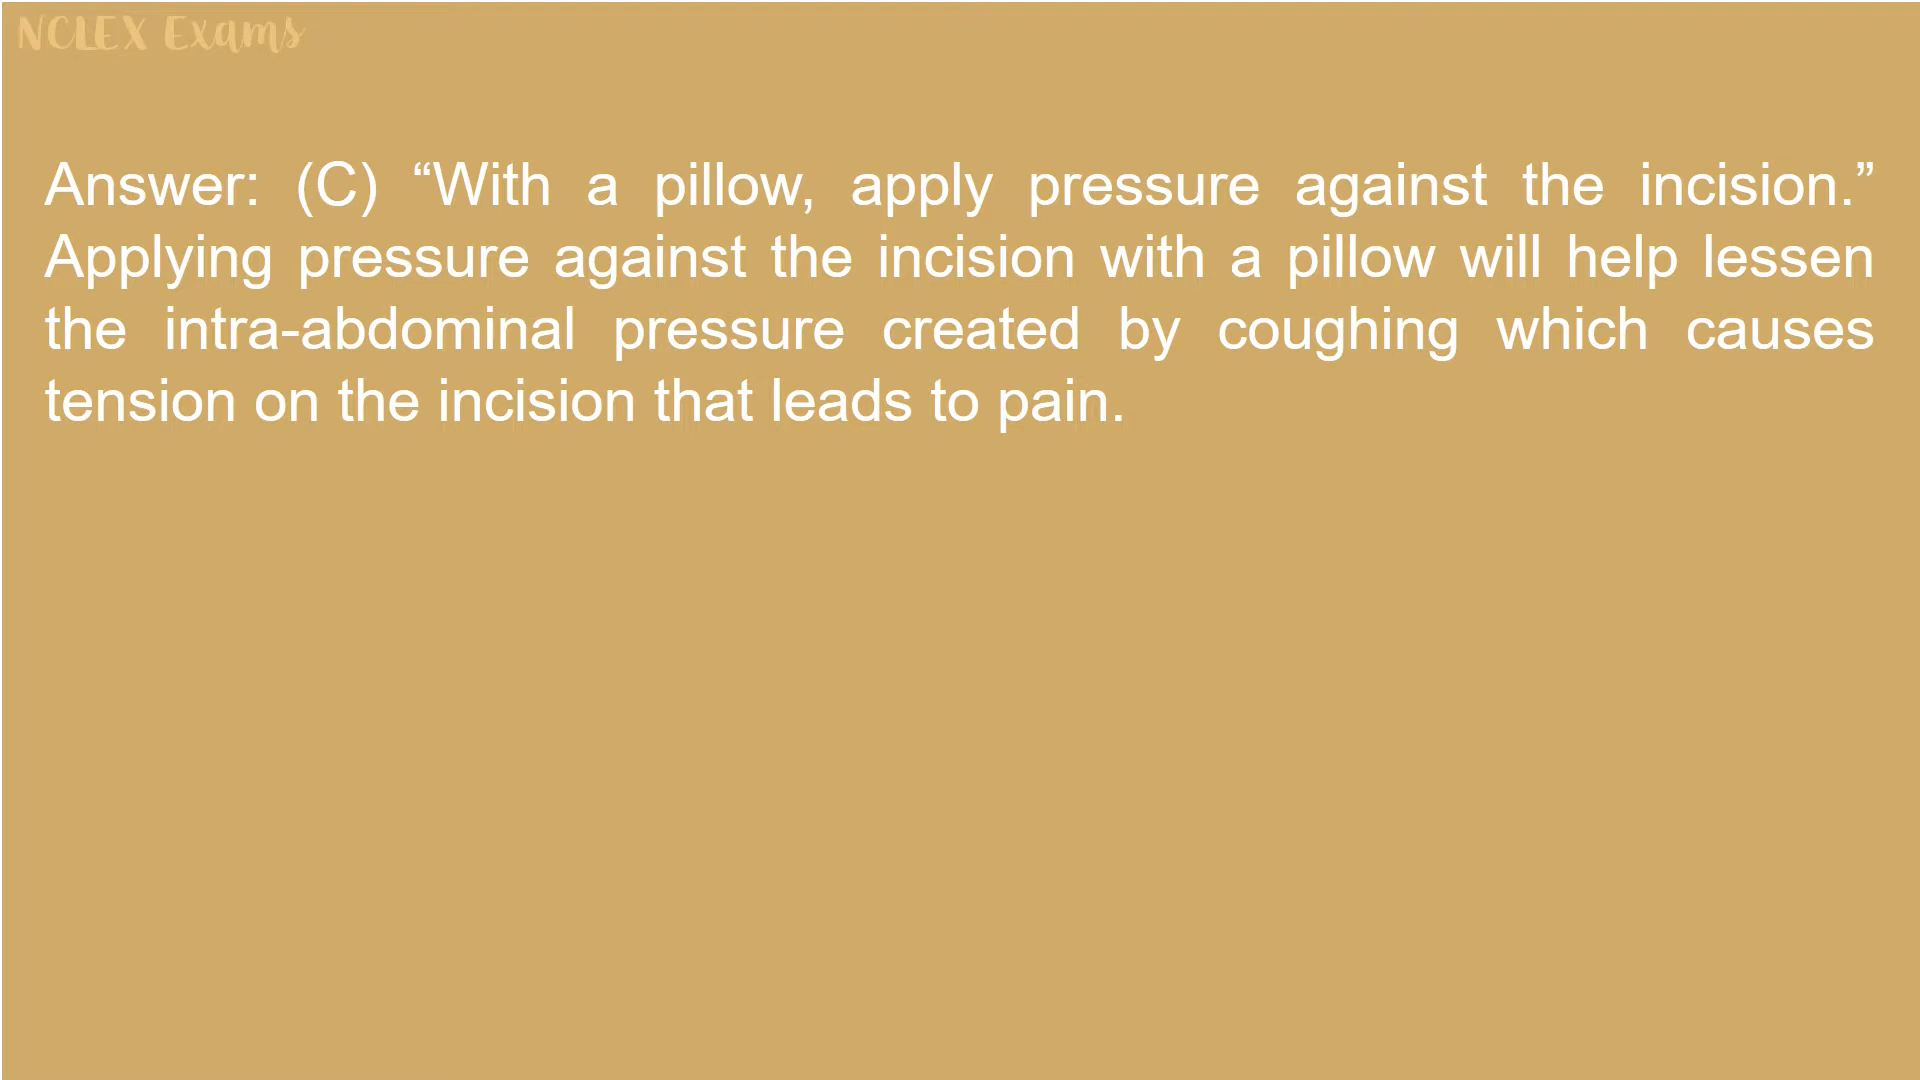 NCLEX Exams
Answer: (C) “With a pillow, apply pressure against the incision.”
Applying pressure against the incision with a pillow will help lessen
the intra-abdominal pressure created by coughing which causes
tension on the incision that leads to pain.